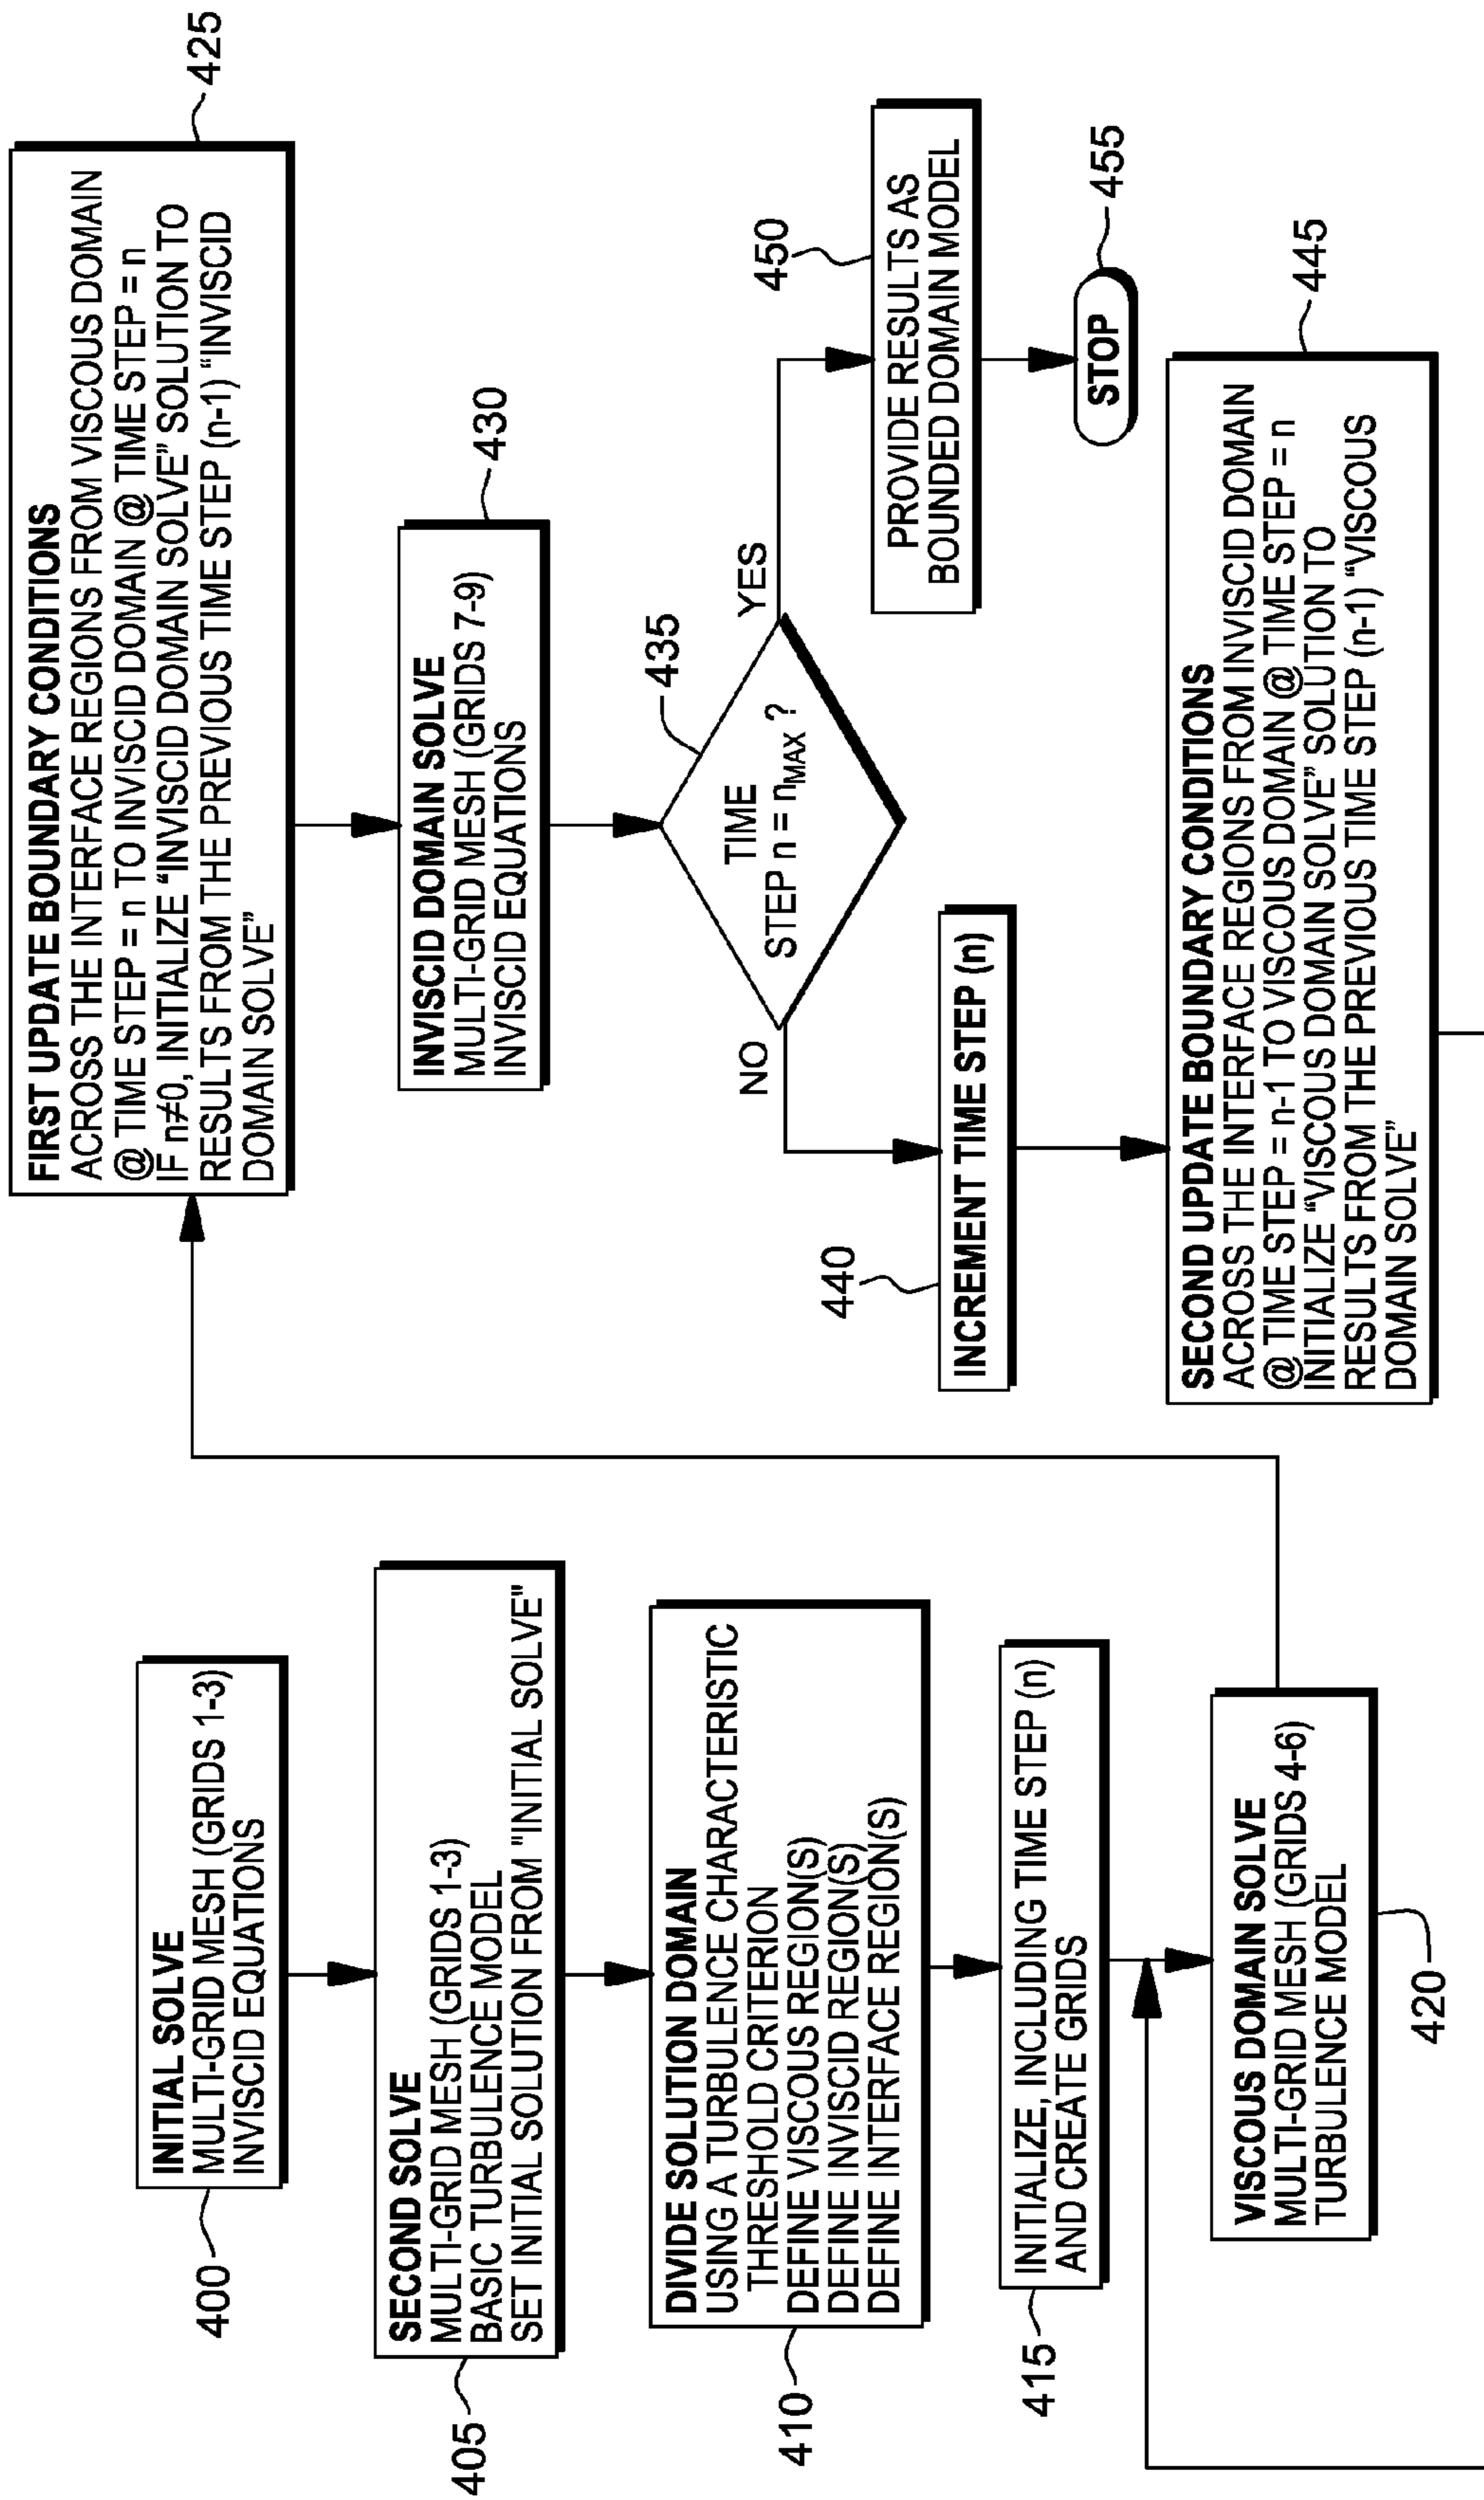 400
INITIAL SOLVE
MULTI-GRID MESH (GRIDS 1-3)
INVISCID EQUATIONS
405
SECOND SOLVE
MULTI-GRID MESH (GRIDS 1-3)
BASIC TURBULENCE MODEL
SET INITIAL SOLUTION FROM "INITIAL SOLVE"
410
DIVIDE SOLUTION DOMAIN
USING A TURBULENCE CHARACTERISTIC
THRESHOLD CRITERION
DEFINE VISCOUS REGION(S)
DEFINE INVISCID REGION(S)
DEFINE INTERFACE REGION(S)
415
INITIALIZE, INCLUDING TIME STEP (n)
AND CREATE GRIDS
VISCOUS DOMAIN SOLVE
MULTI-GRID MESH (GRIDS 4-6)
TURBULENCE MODEL
420
FIRST UPDATE BOUNDARY CONDITIONS
ACROSS THE INTERFACE REGIONS FROM VISCOUS DOMAIN
@ TIME STEP = n TO INVISCID DOMAIN @ TIME STEP = n
IF n≠0, INITIALIZE “INVISCID DOMAIN SOLVE” SOLUTION TO
RESULTS FROM THE PREVIOUS TIME STEP (n-1) “INVISCID
DOMAIN SOLVE”
425
INVISCID DOMAIN SOLVE
MULTI-GRID MESH (GRIDS 7-9)
INVISCID EQUATIONS
430
TIME
STEP n = nMAX ?
435
NO
YES
440
INCREMENT TIME STEP (n)
450
PROVIDE RESULTS AS
BOUNDED DOMAIN MODEL
STOP
455
SECOND UPDATE BOUNDARY CONDITIONS
ACROSS THE INTERFACE REGIONS FROM INVISCID DOMAIN
@ TIME STEP = n-1 TO VISCOUS DOMAIN @ TIME STEP = n
INITIALIZE “VISCOUS DOMAIN SOLVE” SOLUTION TO
RESULTS FROM THE PREVIOUS TIME STEP (n-1) “VISCOUS
DOMAIN SOLVE”
445